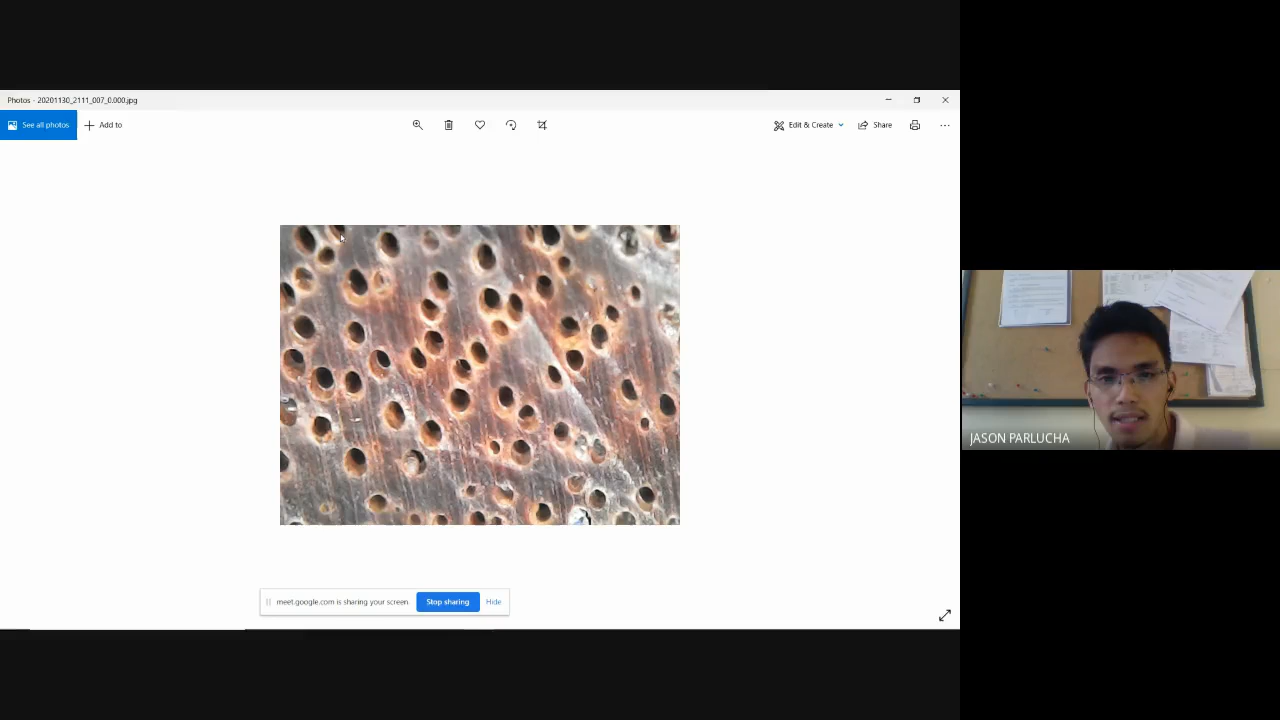 Photos - 20201130_2111_007_0.000.jpg
See all photos
Add to
Edit & Create
Share
JASON PARLUCHA
meet.google.com is sharing your screen.
Stop sharing
Hide